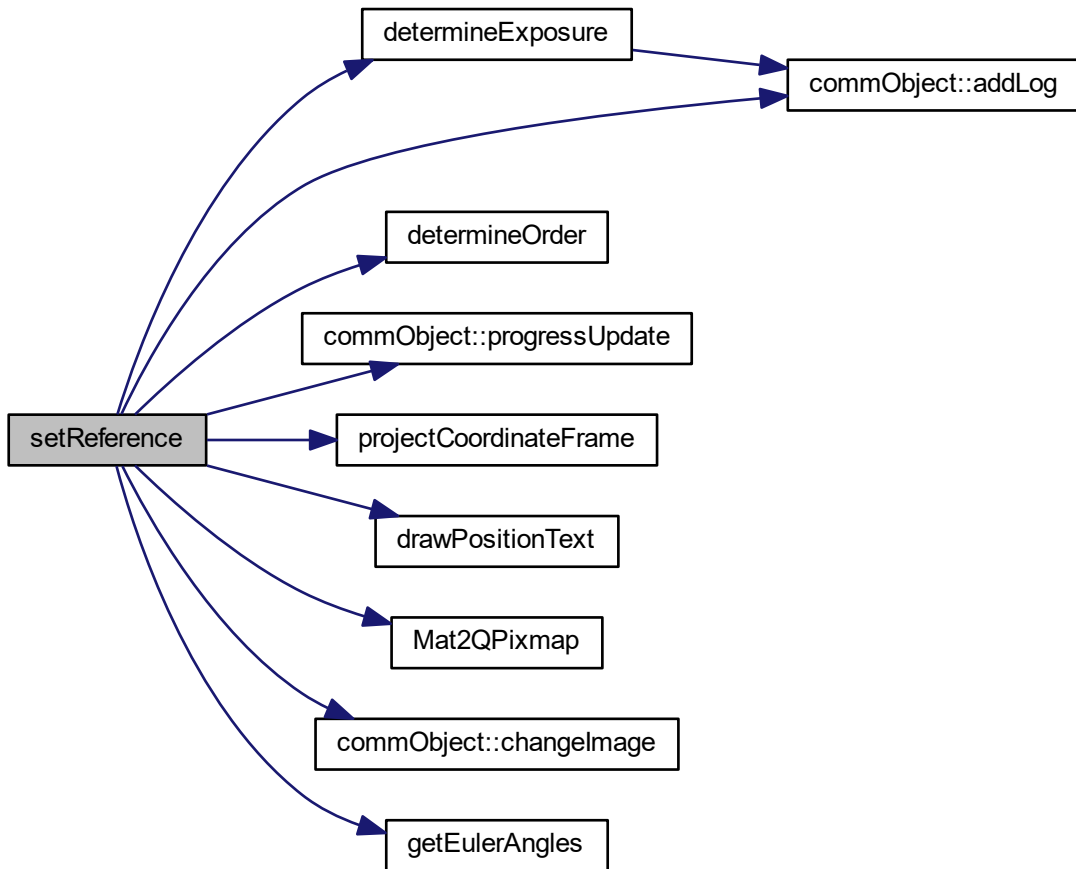 determineExposure
commObject::addLog
determineOrder
commObject::progressUpdate
setReference
projectCoordinateFrame
drawPositionText
Mat2QPixmap
commObject::changeImage
getEulerAngles